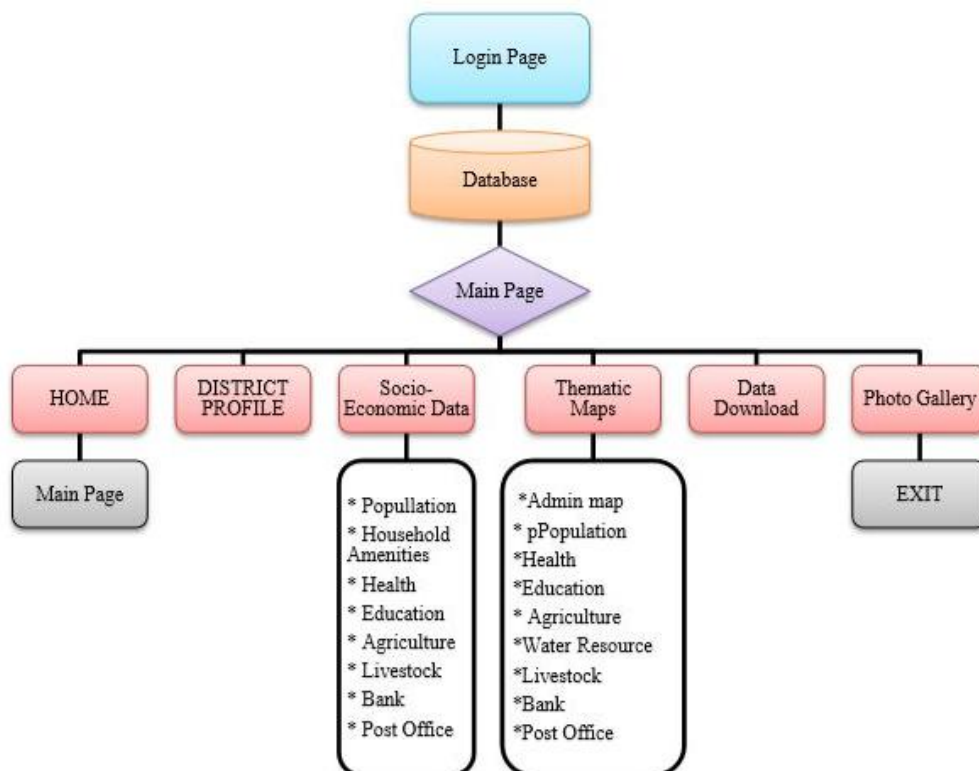 Login Page
Database
Main Page
HOME
DISTRICT
PROFILE
Socio-
Economic Data
Thematic
Maps
Data
Download
Photo Gallery
Main Page
* Popullation
* Household
Amenities
* Health
* Education
* Agriculture
* Livestock
* Bank
* Post Office
*Admin map
* pPopulation
*Health
*Education
* Agriculture
*Water Resource
*Livestock
*Bank
*Post Office
EXIT